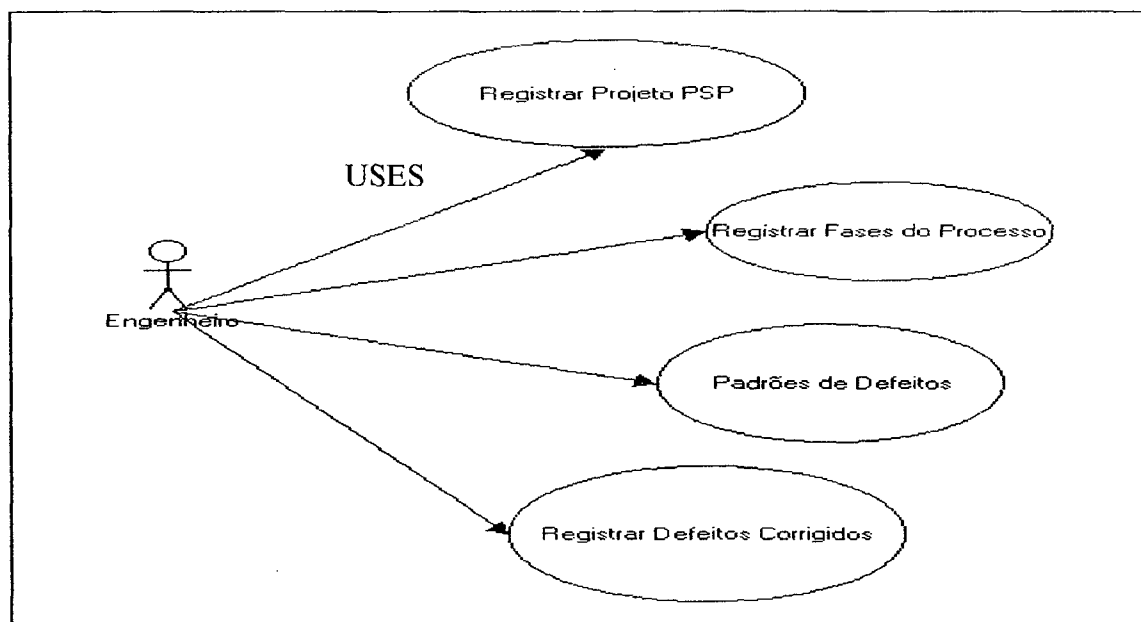 Registrar Projeto PSP
USES
Registrar Fases do Processo
Engenheiro
Padrões de Defeitos
Registrar Defeitos Corrigidos